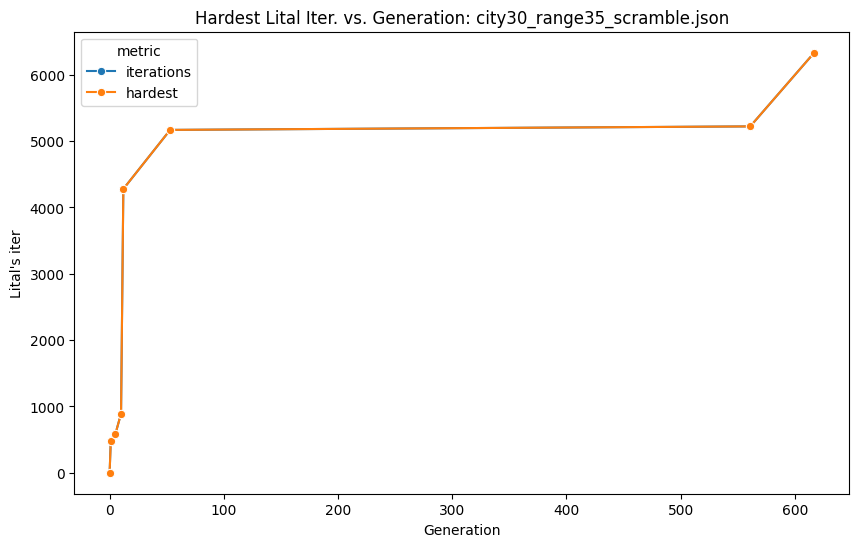 Hardest Lital Iter. vs. Generation: city30_range35_scramble.json
metric
iterations
hardest
6000
5000
4000
3000
2000
1000
0
Lital's iter
0 100 200 300 400 500 600
Generation